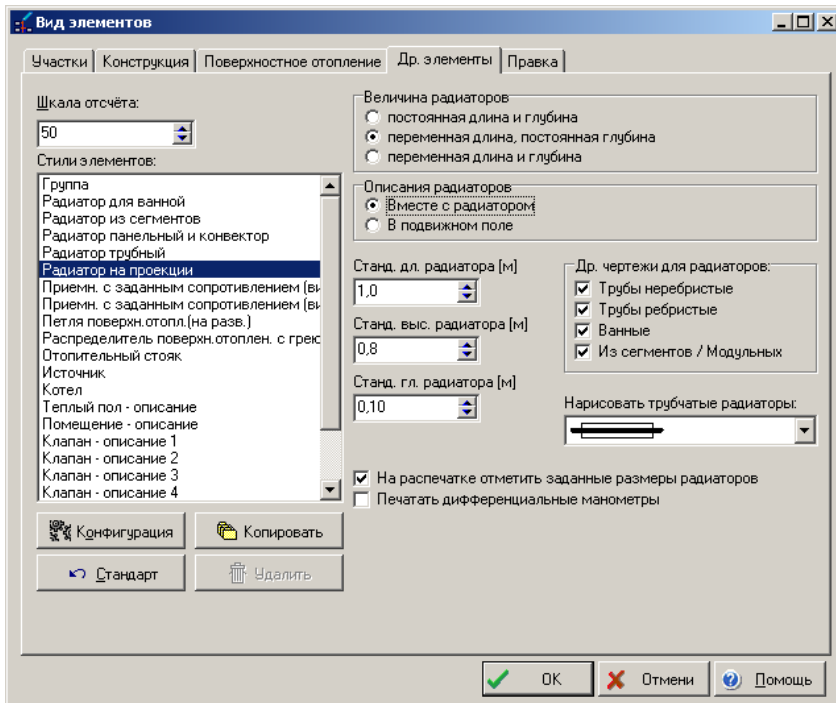 Вид элементов
Участки Конструкция Поверхностное отопление Др. элементы Правка
Шкала отсчёта:
50
Стили элементов:
Группа
Радиатор для ванной
Радиатор из сегментов
Радиатор панельный и конвектор
Радиатор трубный
Радиатор на проекции
Приемн. с заданным сопротивлением (ви
Приемн. с заданным сопротивлением (ви
Петля поверхн.отопл.(на разв.)
Распределитель поверхн.отоплен. с грек
Отопительный стояк
Источник
Котел
Теплый пол - описание
Помещение - описание
Клапан - описание 1
Клапан - описание 2
Клапан - описание 3
Клапан - описание 4
Конфигурация Копировать
Стандарт Удалить
Величина радиаторов
постоянная длина и глубина
переменная длина, постоянная глубина
переменная длина и глубина
Описания радиаторов
Вместе с радиатором
В подвижном поле
Станд. дл. радиатора [м]
1,0
Станд. выс. радиатора [м]
0,8
Станд. гл. радиатора [м]
0,10
Др. чертежи для радиаторов:
Трубы неребристые
Трубы ребристые
Ванные
Из сегментов / Модульных
Нарисовать трубчатые радиаторы:
На распечатке отметить заданные размеры радиаторов
Печатать дифференциальные манометры
OK Отмени Помощь